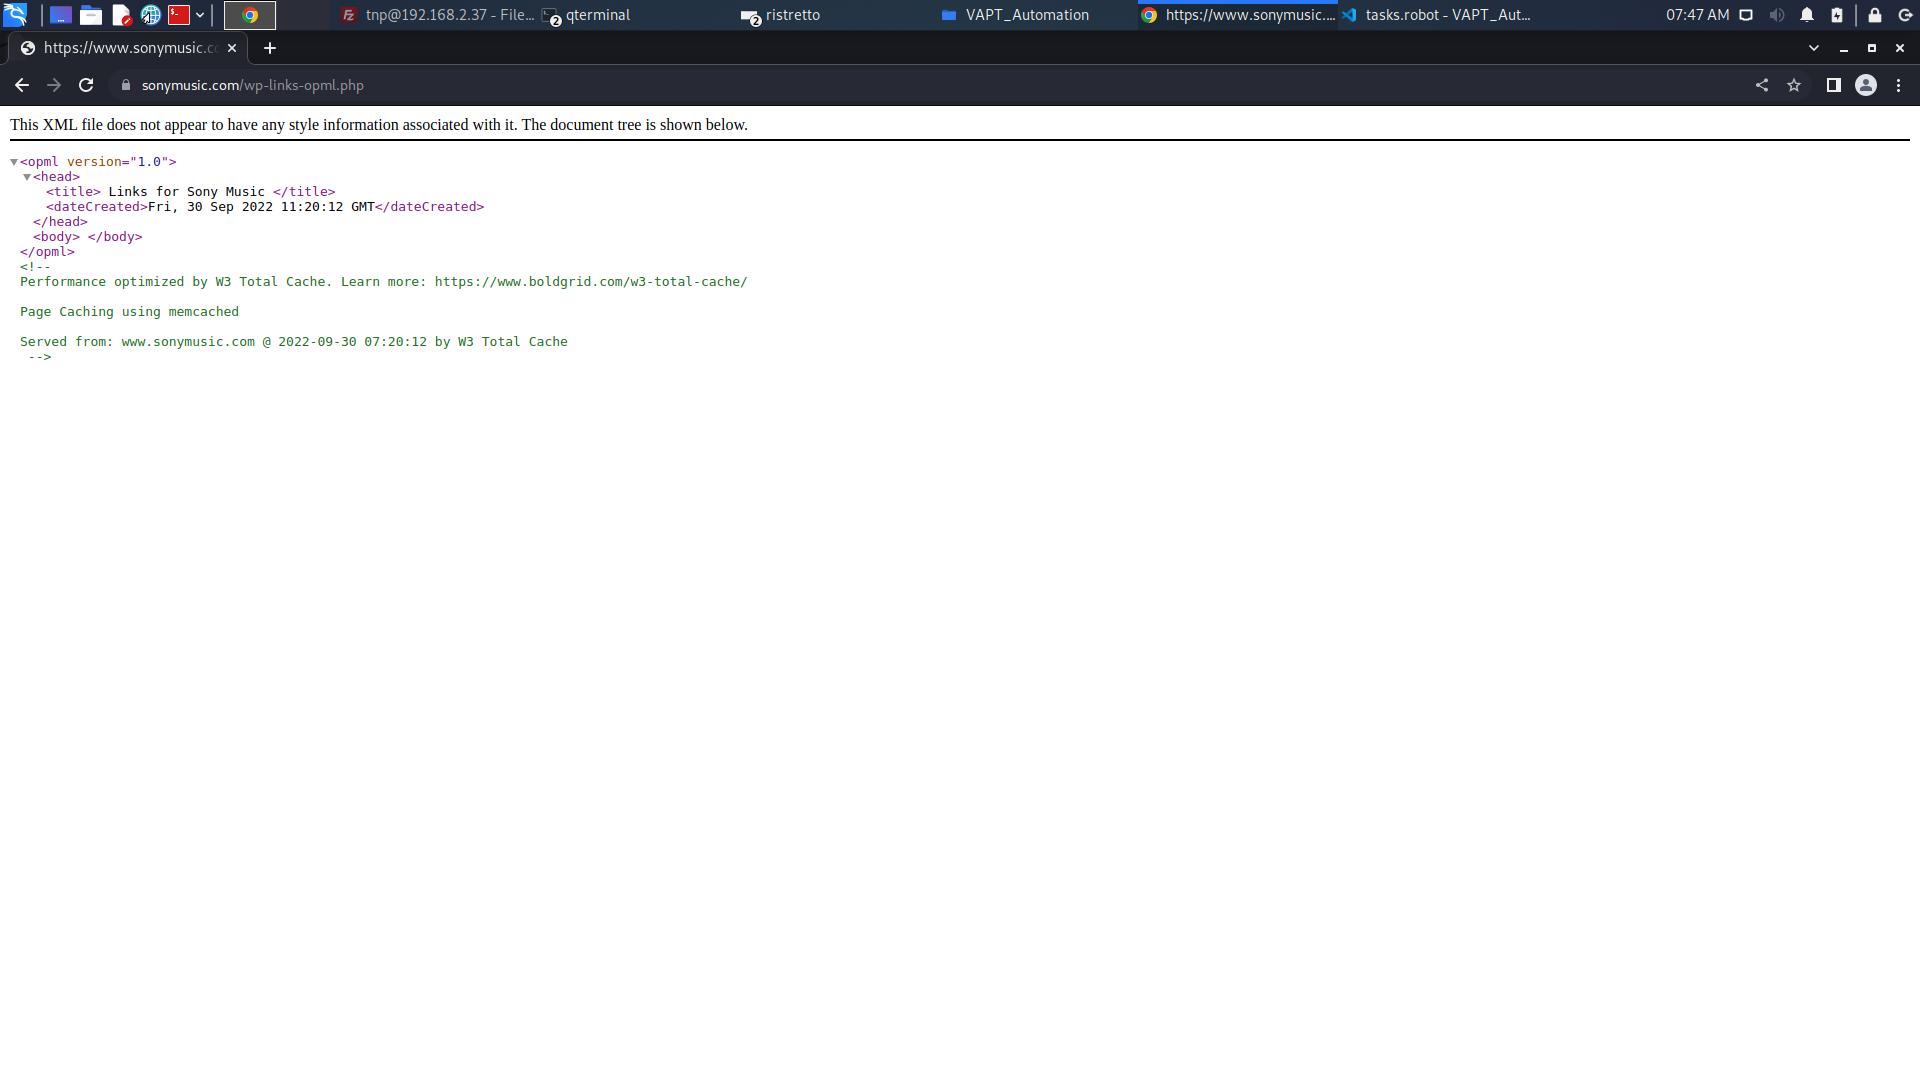 tnp@192.168.2.37 - File...
2
qterminal
2
ristretto
VAPT_Automation
https://www.sonymusic....
tasks.robot - VAPT_Aut...
07:47 AM
https://www.sonymusic.co
sonymusic.com/wp-links-opml.php
This XML file does not appear to have any style information associated with it. The document tree is shown below.
<opml version="1.0">
<head>
<title> Links for Sony Music </title>
<dateCreated>Fri, 30 Sep 2022 11:20:12 GMT</dateCreated>
</head>
<body> </body>
</opml>
<!--
Performance optimized by W3 Total Cache. Learn more: https://www.boldgrid.com/w3-total-cache/
Page Caching using memcached
Served from: www.sonymusic.com @ 2022-09-30 07:20:12 by W3 Total Cache
-->